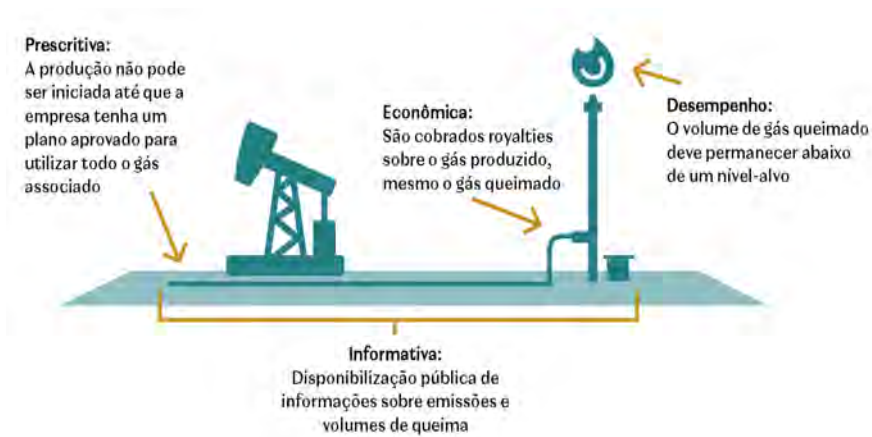 Prescritiva:
A produção não pode
ser iniciada até que a
empresa tenha um
plano aprovado para
utilizar todo o gás
associado
Econômica:
São cobrados royalties
sobre o gás produzido,
mesmo o gás queimado
Desempenho:
O volume de gás queimado
deve permanecer abaixo
de um nível-alvo
Informativa:
Disponibilização pública de
informações sobre emissões e
volumes de queima